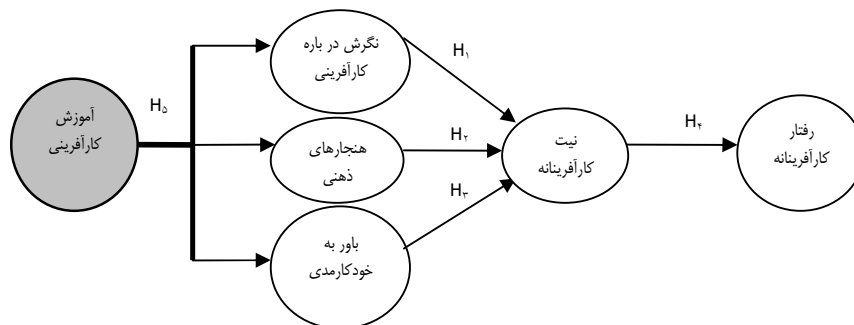 نگرش در باره
کارآفرینی
H۱
آموزش
کارآفرینی
H۵
هنجارهای
ذهنی
H۲
نیت
کارآفرینانه
H۴
رفتار
کارآفرینانه
H۳
باور به
خودکارمدی